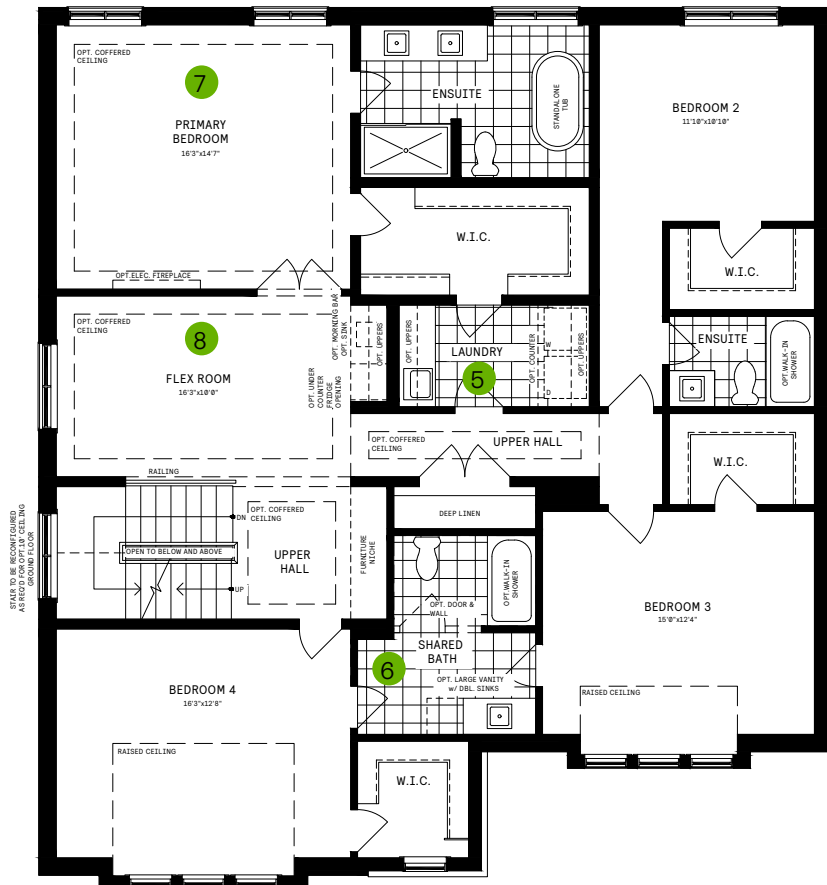 OPT. COFFERED
CEILING
7
PRIMARY
BEDROOM
16'3"x14'7"
OPT.ELEC. FIREPLACE
ENSUITE
STANDALONE
TUB
BEDROOM 2
11'10"x10'10"
W.I.C.
W.I.C.
OPT. COFFERED
CEILING
8
FLEX ROOM
16'3"x10'0"
OPT. MORNING BAR
OPT. SINK
OPT. UPPERS
OPT. UNDER
COUNTER
FRIDGE
OPENING
OPT. UPPERS
LAUNDRY
5
OPT. COUNTER
W
D
OPT. UPPERS
ENSUITE
OPT. WALK-IN
SHOWER
OPT. COFFERED
CEILING
UPPER HALL
W.I.C.
RAILING
DN
OPT. COFFERED
CEILING
OPEN TO BELOW AND ABOVE
UPPER
HALL
UP
FURNITURE
NICHE
DEEP LINEN
STAIR TO BE RECONFIGURED
AS REQ'D FOR OPT.10' CEILING
GROUND FLOOR
OPT. WALK-IN
SHOWER
OPT. DOOR &
WALL
SHARED
BATH
6
OPT. LARGE VANITY
w/ DBL. SINKS
BEDROOM 3
15'0"x12'4"
RAISED CEILING
BEDROOM 4
16'3"x12'8"
RAISED CEILING
W.I.C.